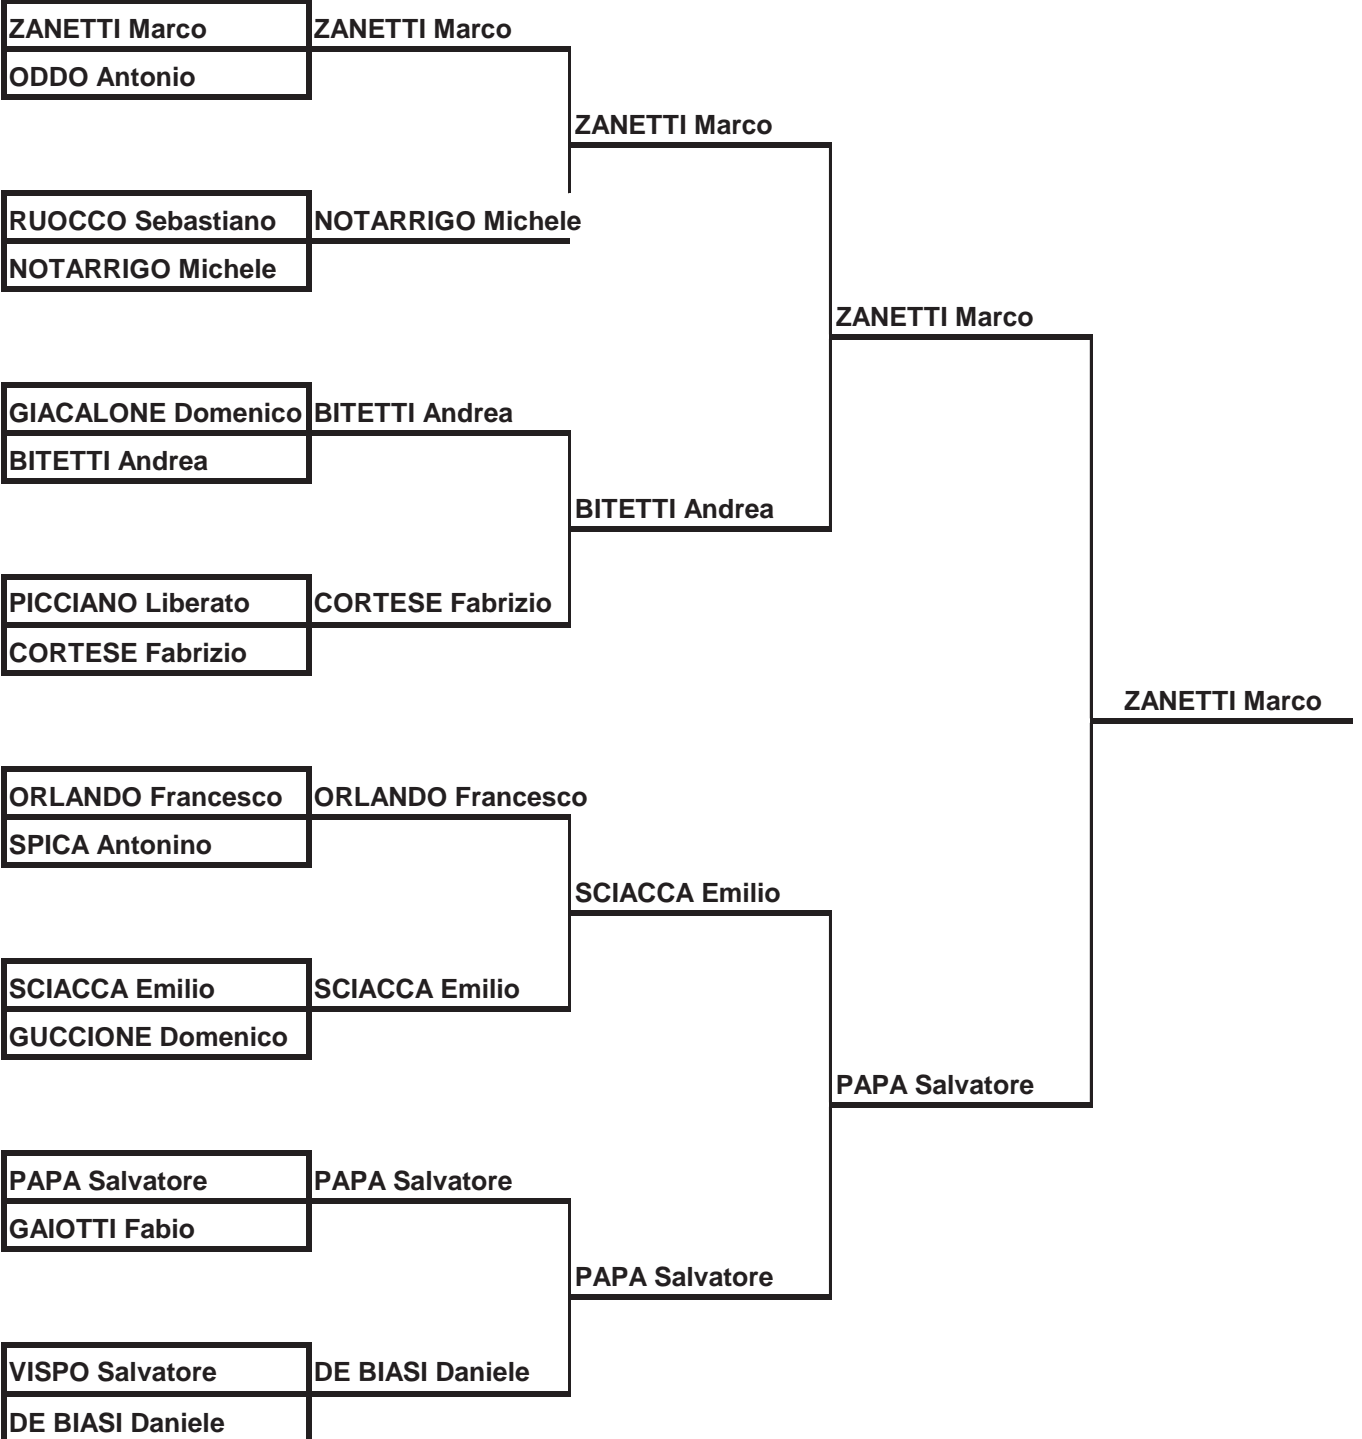 ZANETTI Marco ZANETTI Marco
ODDO Antonio
ZANETTI Marco
RUOCCO Sebastiano NOTARRIGO Michele
NOTARRIGO Michele
ZANETTI Marco
GIACALONE Domenico BITETTI Andrea
BITETTI Andrea
BITETTI Andrea
PICCIANO Liberato CORTESE Fabrizio
CORTESE Fabrizio
ZANETTI Marco
ORLANDO Francesco ORLANDO Francesco
SPICA Antonino
SCIACCA Emilio
SCIACCA Emilio SCIACCA Emilio
GUCCIONE Domenico
PAPA Salvatore
PAPA Salvatore PAPA Salvatore
GAIOTTI Fabio
PAPA Salvatore
VISPO Salvatore DE BIASI Daniele
DE BIASI Daniele